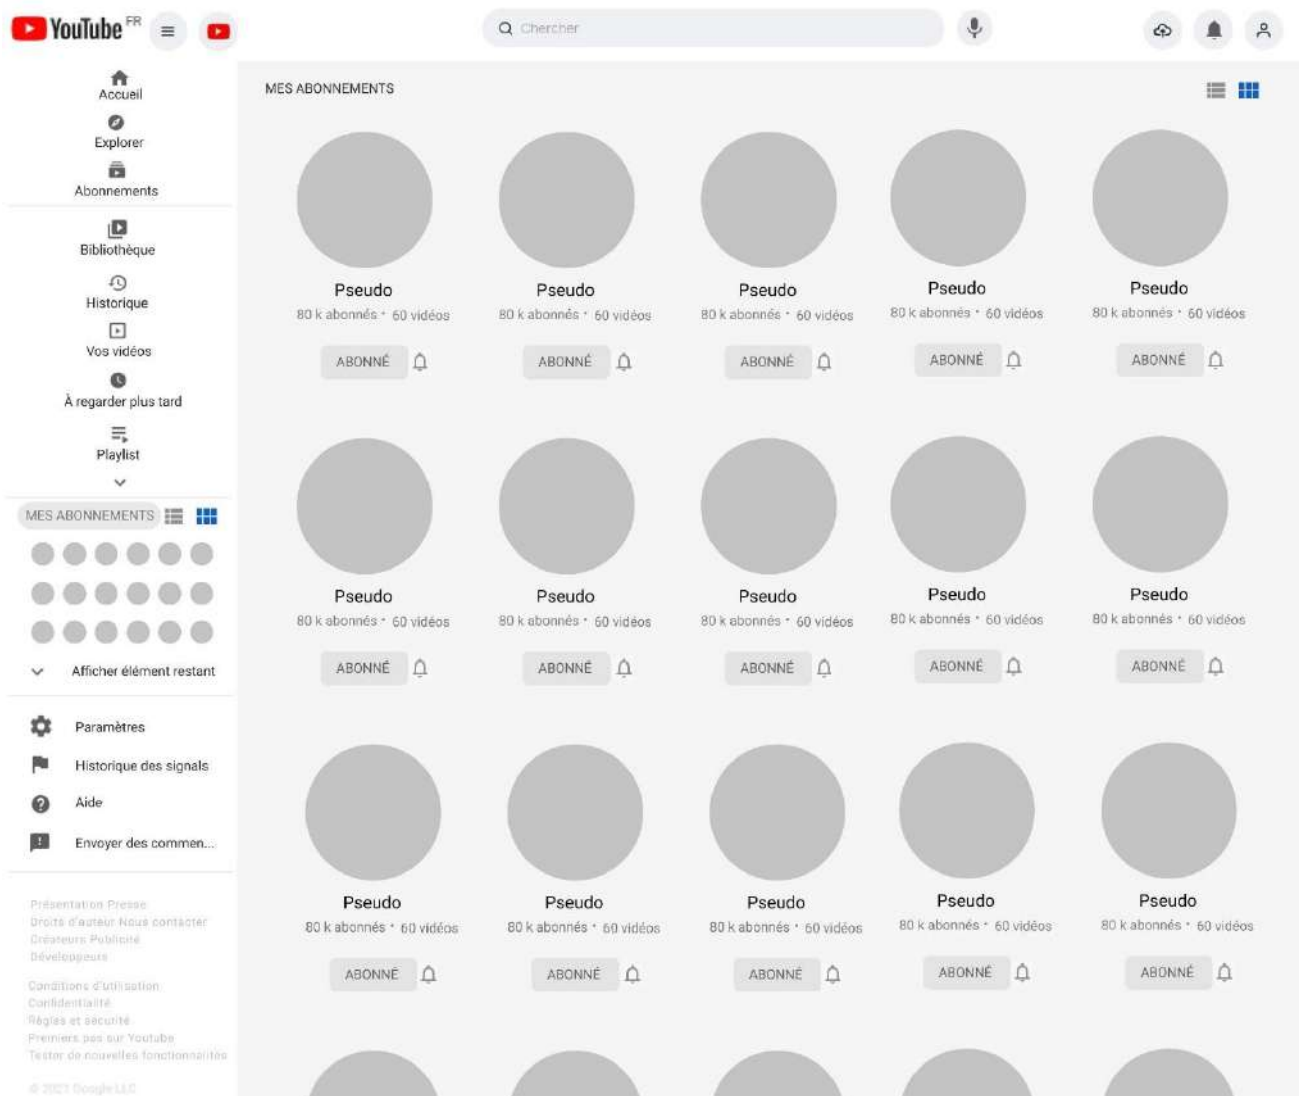 YouTube FR
Chercher
Accueil
Explorer
Abonnements
Bibliothèque
Historique
Vos vidéos
À regarder plus tard
Playlist
MES ABONNEMENTS
Afficher élément restant
Paramètres
Historique des signals
Aide
Envoyer des commen...
Présentation Presse
Droits d'auteur Nous contacter
Créateurs Publicité
Développeurs
Conditions d'utilisation
Confidentialité
Règles et sécurité
Premiers pas sur Youtube
Tester de nouvelles fonctionnalités
© 2021 Google LLC
MES ABONNEMENTS
Pseudo Pseudo Pseudo Pseudo Pseudo
80 k abonnés · 60 vidéos 80 k abonnés · 60 vidéos 80 k abonnés · 60 vidéos 80 k abonnés · 60 vidéos 80 k abonnés · 60 vidéos
ABONNÉ ABONNÉ ABONNÉ ABONNÉ ABONNÉ
Pseudo Pseudo Pseudo Pseudo Pseudo
80 k abonnés · 60 vidéos 80 k abonnés · 60 vidéos 80 k abonnés · 60 vidéos 80 k abonnés · 60 vidéos 80 k abonnés · 60 vidéos
ABONNÉ ABONNÉ ABONNÉ ABONNÉ ABONNÉ
Pseudo Pseudo Pseudo Pseudo Pseudo
80 k abonnés · 60 vidéos 80 k abonnés · 60 vidéos 80 k abonnés · 60 vidéos 80 k abonnés · 60 vidéos 80 k abonnés · 60 vidéos
ABONNÉ ABONNÉ ABONNÉ ABONNÉ ABONNÉ